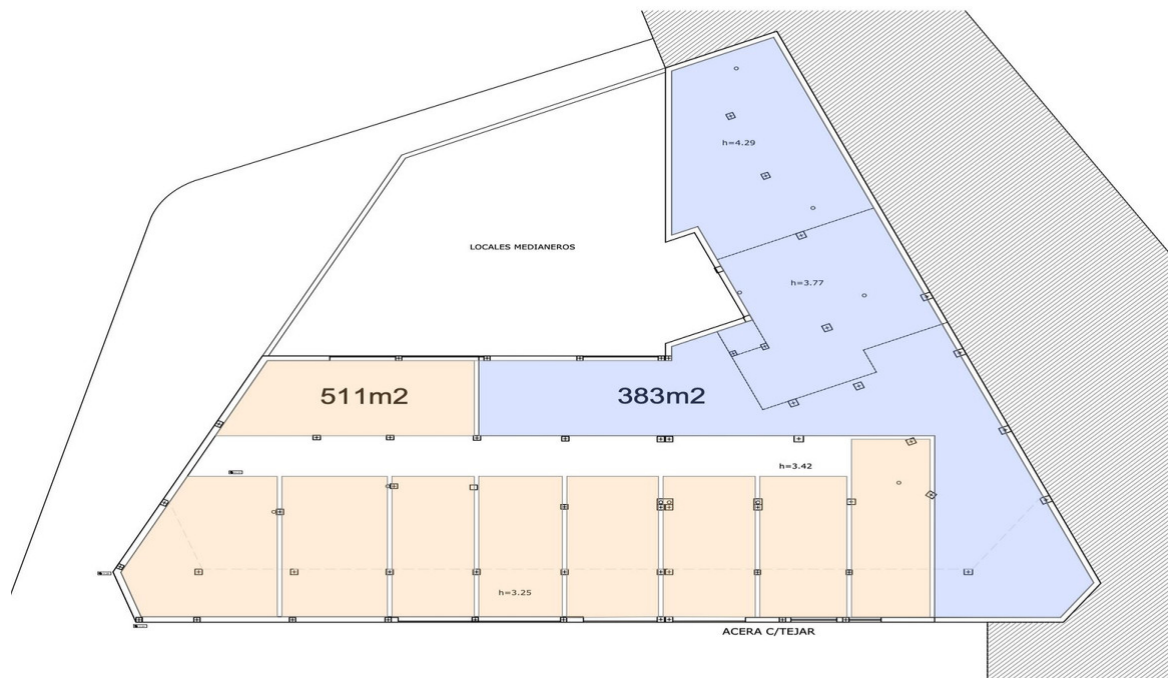 h=4.29
LOCALES MEDIANEROS
h=3.77
511m2
383m2
h=3.42
h=3.25
ACERA C/TEJAR